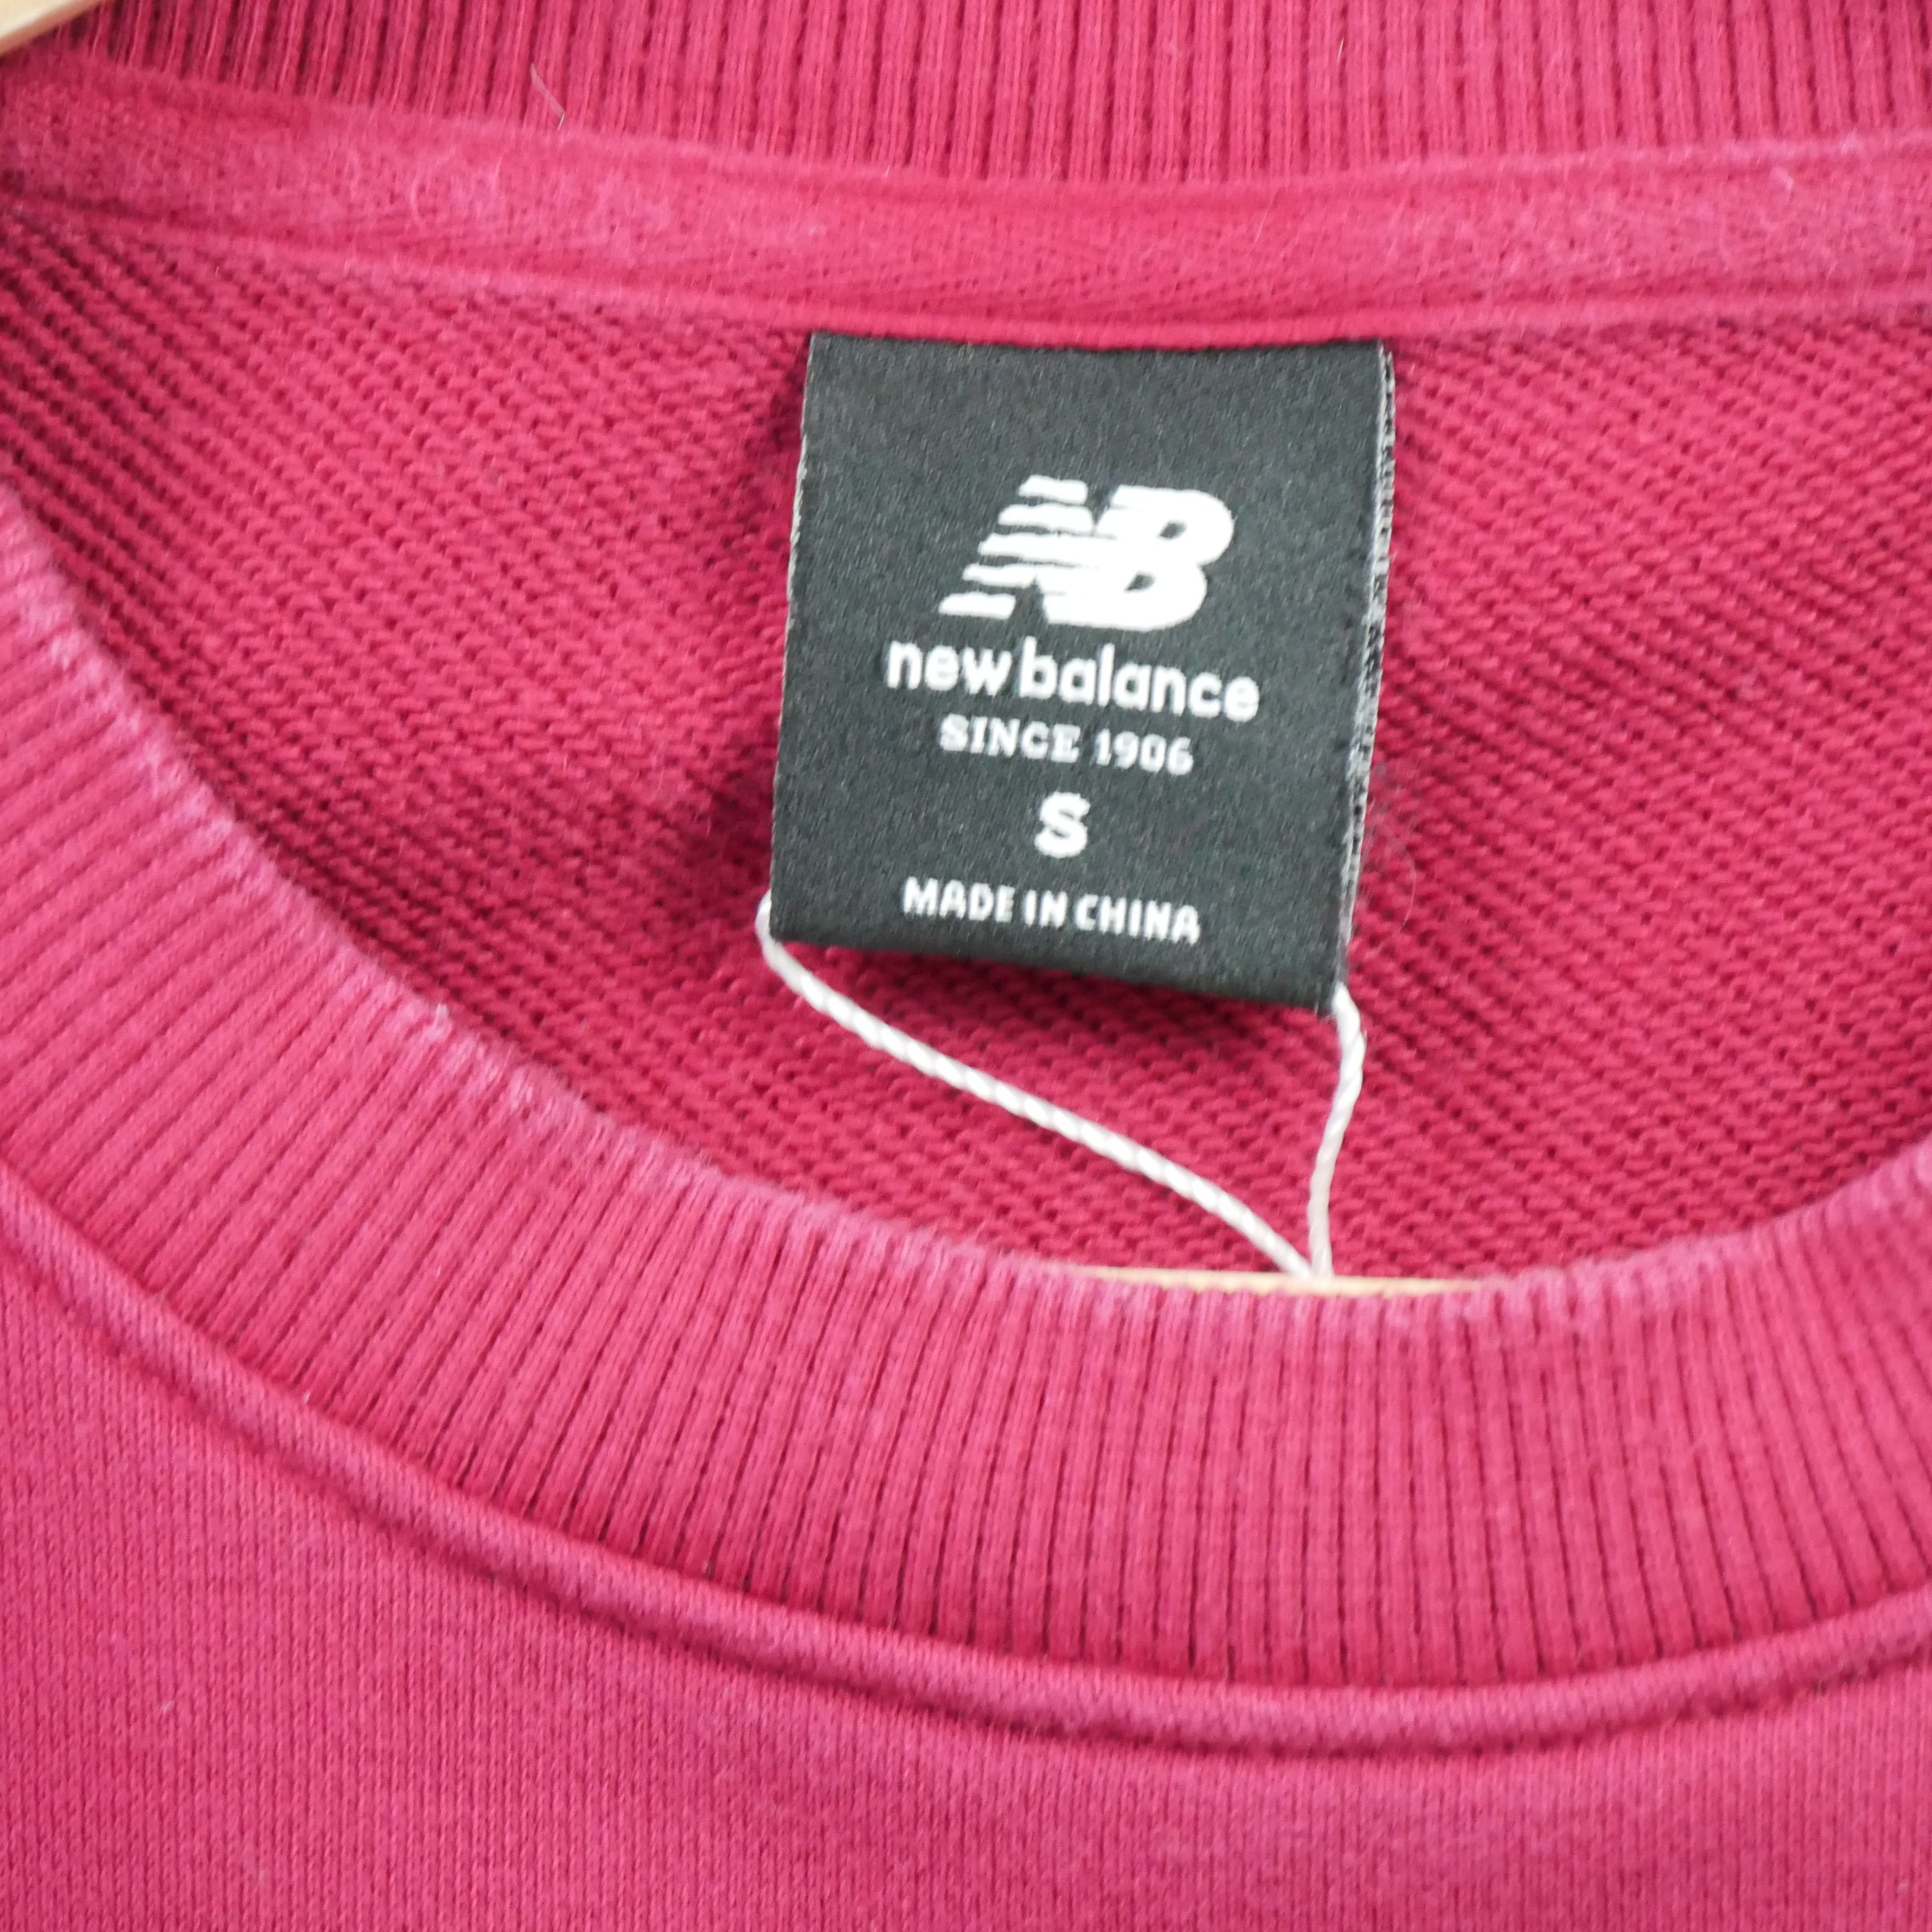 NB
new balance
SINCE 1906
S
MADE IN CHINA